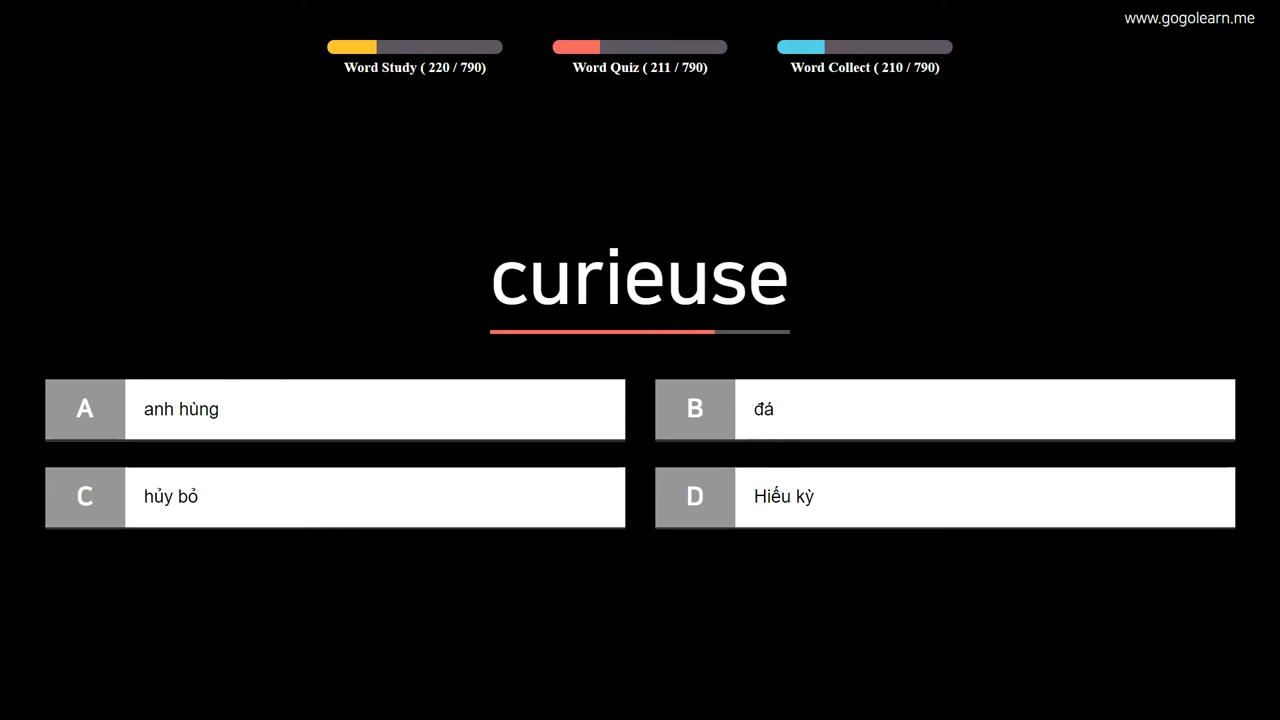 www.gogolearn.me
Word Study ( 220 / 790)
Word Quiz ( 211 / 790)
Word Collect ( 210 / 790)
curieuse
A anh hùng
B đá
C hủy bỏ
D Hiếu kỳ